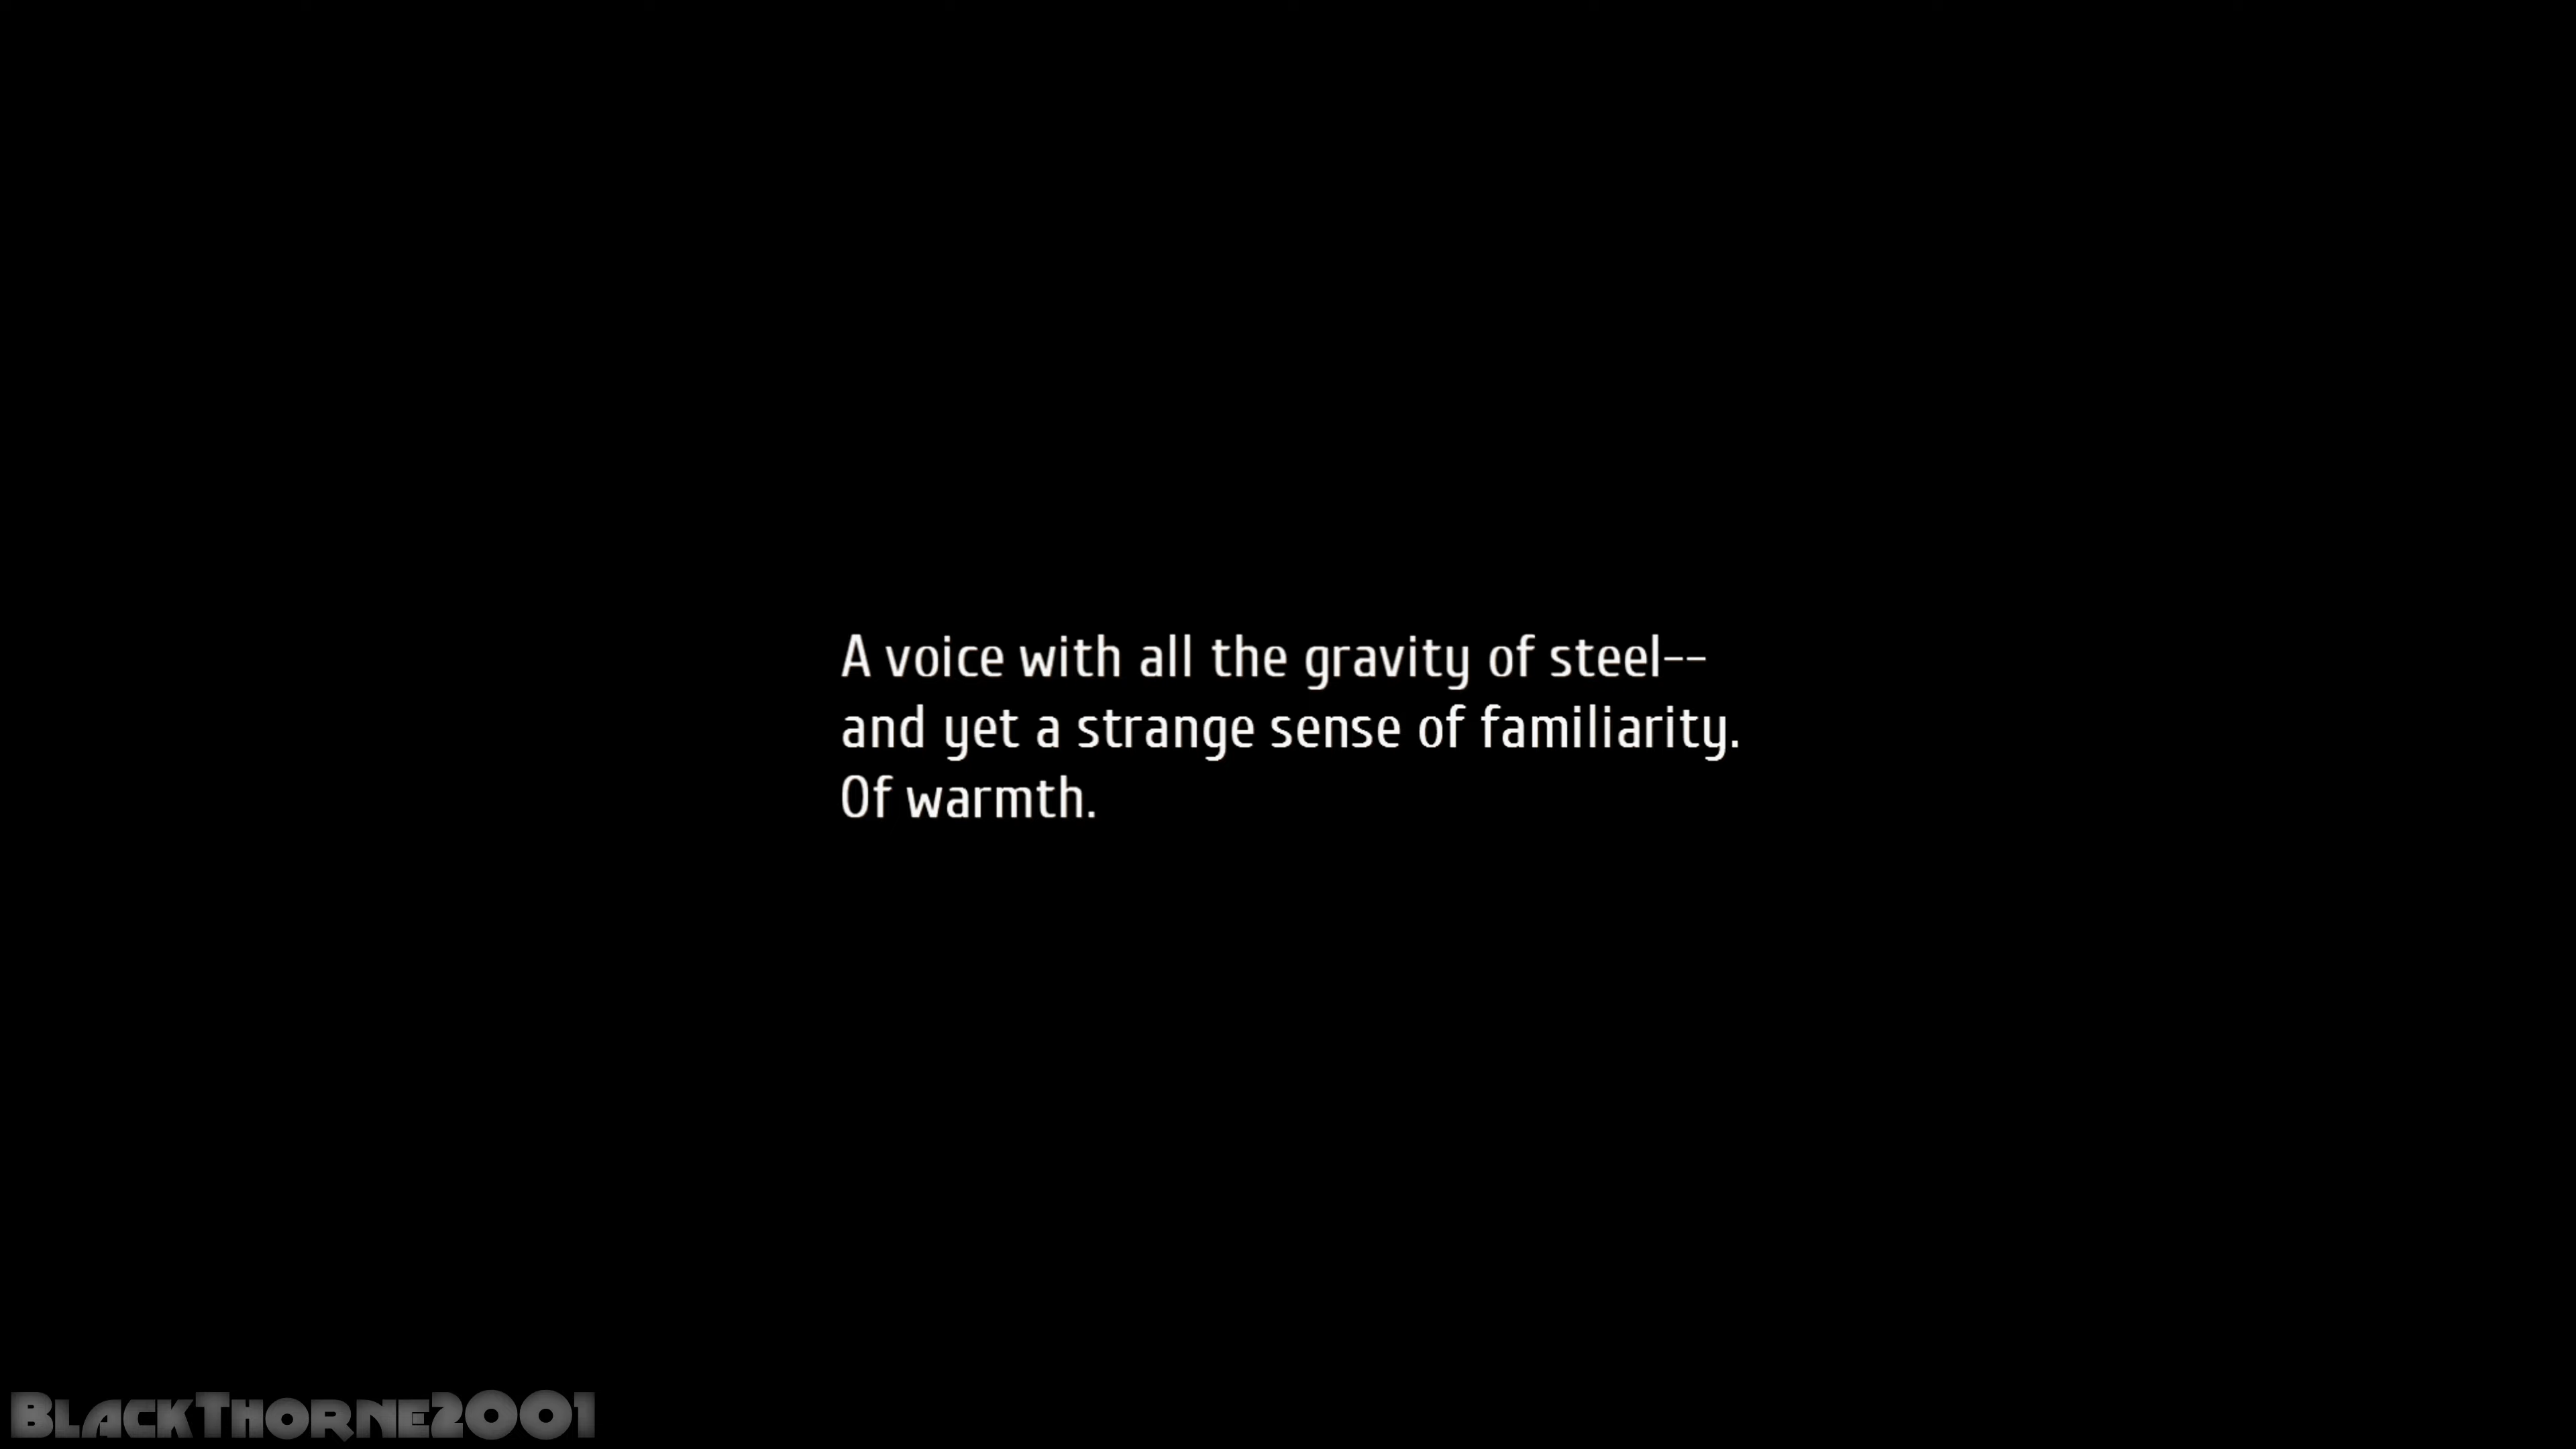 A voice with all the gravity of steel--
and yet a strange sense of familiarity.
Of warmth.
BLACKTHORNE2001